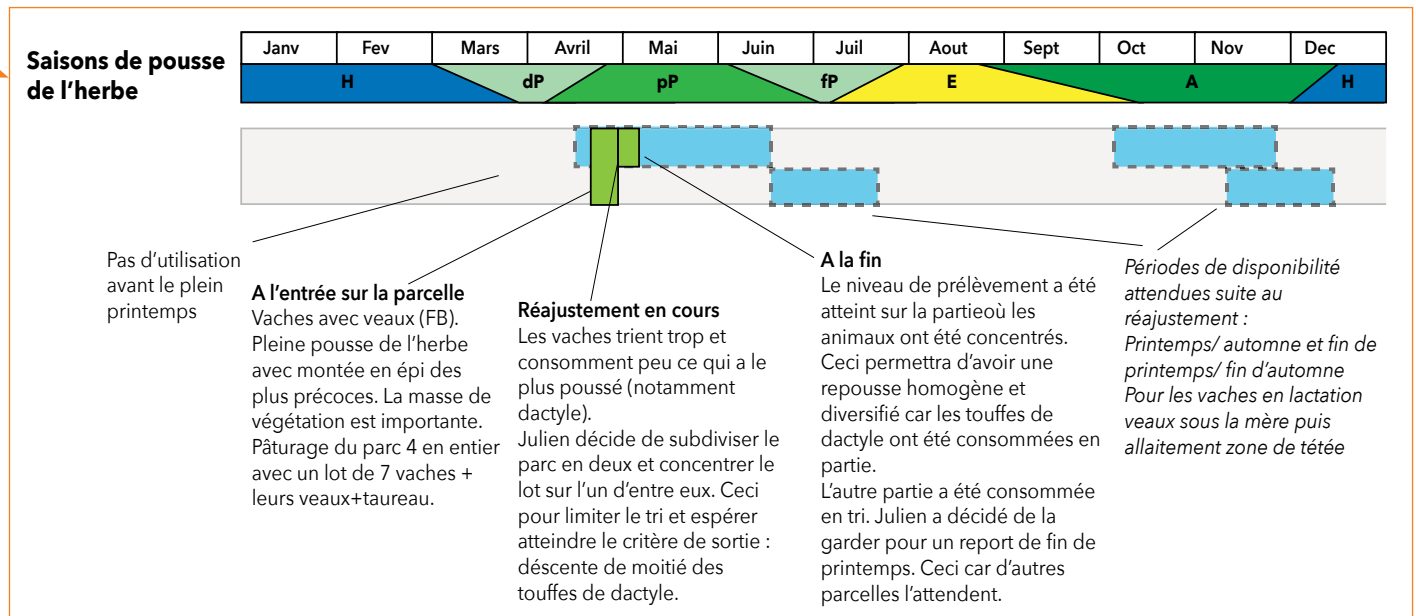 Saisons de pousse
de l'herbe
Janv Fev Mars Avril Mai Juin Juil Aout Sept Oct Nov Dec
H dP pP fP E A H
Pas d'utilisation
avant le plein
printemps
A l'entrée sur la parcelle
Vaches avec veaux (FB).
Pleine pousse de l'herbe
avec montée en épi des
plus précoces. La masse de
végétation est importante.
Pâturage du parc 4 en entier
avec un lot de 7 vaches +
leurs veaux+taureau.
Réajustement en cours
Les vaches trient trop et
consomment peu ce qui a le
plus poussé (notamment
dactyle).
Julien décide de subdiviser le
parc en deux et concentrer le
lot sur l'un d'entre eux. Ceci
pour limiter le tri et espérer
atteindre le critère de sortie :
déscente de moitié des
touffes de dactyle.
A la fin
Le niveau de prélèvement a été
atteint sur la partieoù les
animaux ont été concentrés.
Ceci permettra d'avoir une
repousse homogène et
diversifié car les touffes de
dactyle ont été consommées en
partie.
L'autre partie a été consommée
en tri. Julien a décidé de la
garder pour un report de fin de
printemps. Ceci car d'autres
parcelles l'attendent.
Périodes de disponibilité
attendues suite au
réajustement :
Printemps/ automne et fin de
printemps/ fin d'automne
Pour les vaches en lactation
veaux sous la mère puis
allaitement zone de tétée